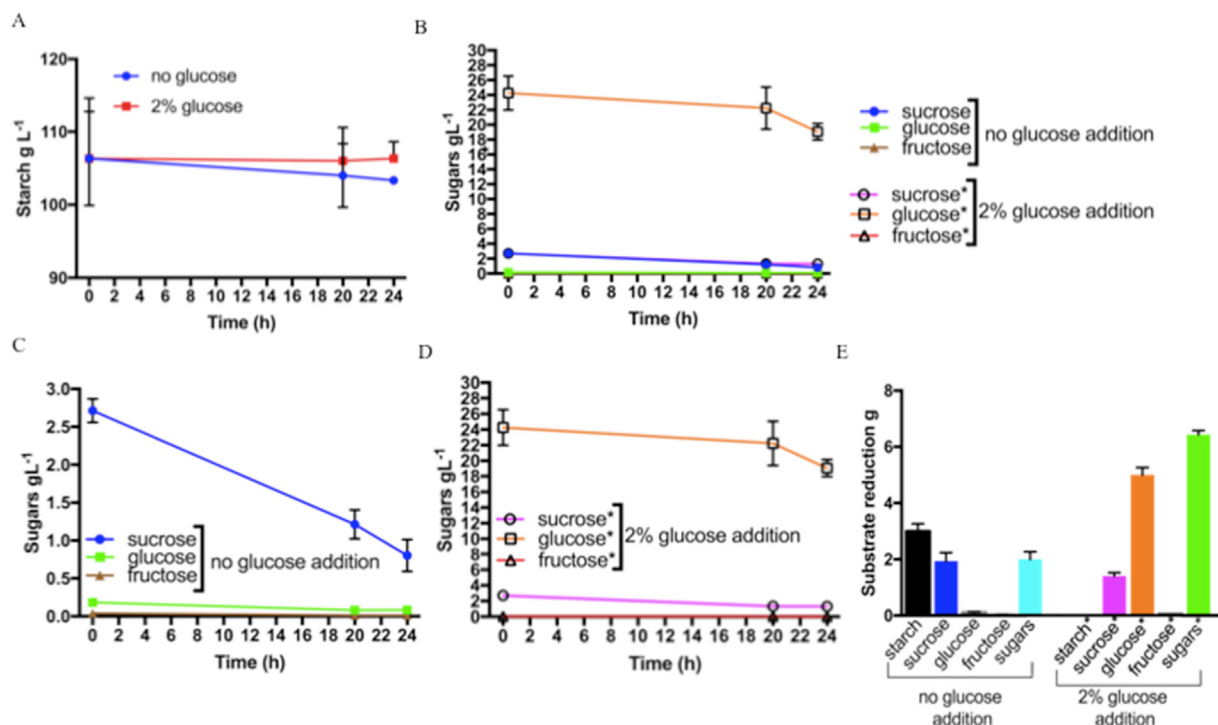 A
Starch g L-1
120
110
100
90
no glucose
2% glucose
0 2 4 6 8 10 12 14 16 18 20 22 24
Time (h)
B
Sugars gL-1
30
28
26
24
22
20
18
16
14
12
10
8
6
4
2
0
0 2 4 6 8 10 12 14 16 18 20 22 24
Time (h)
sucrose
glucose
fructose
no glucose addition
sucrose*
glucose*
fructose*
2% glucose addition
C
Sugars gL-1
3.0
2.5
2.0
1.5
1.0
0.5
0.0
sucrose
glucose
fructose
no glucose addition
0 2 4 6 8 10 12 14 16 18 20 22 24
Time (h)
D
Sugars gL-1
30
28
26
24
22
20
18
16
14
12
10
8
6
4
2
0
sucrose*
glucose*
fructose*
2% glucose addition
0 2 4 6 8 10 12 14 16 18 20 22 24
Time (h)
E
Substrate reduction g
8
6
4
2
0
starch
sucrose
glucose
fructose
sugars
starch*
sucrose*
glucose*
fructose*
sugars*
no glucose
addition
2% glucose
addition